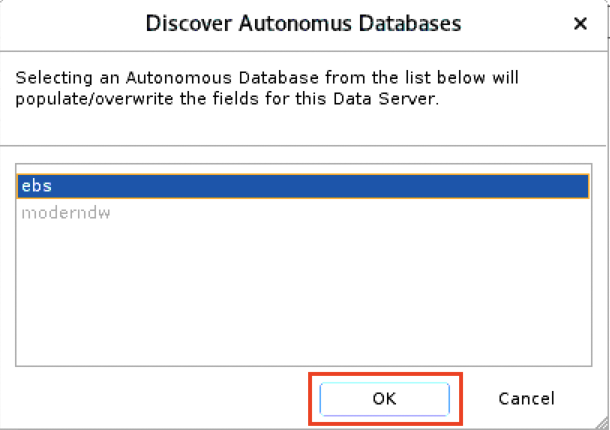 Discover Autonomus Databases
Selecting an Autonomous Database from the list below will
populate/overwrite the fields for this Data Server.
ebs
moderndw
OK
Cancel